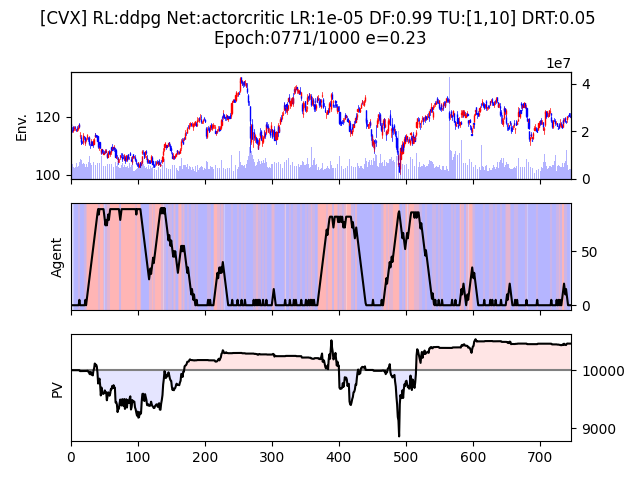 [CVX] RL:ddpg Net:actorcritic LR:1e-05 DF:0.99 TU:[1,10] DRT:0.05
Epoch:0771/1000 e=0.23
1e7
Env.
120
100
4
2
0
Agent
50
0
PV
10000
9000
0 100 200 300 400 500 600 700